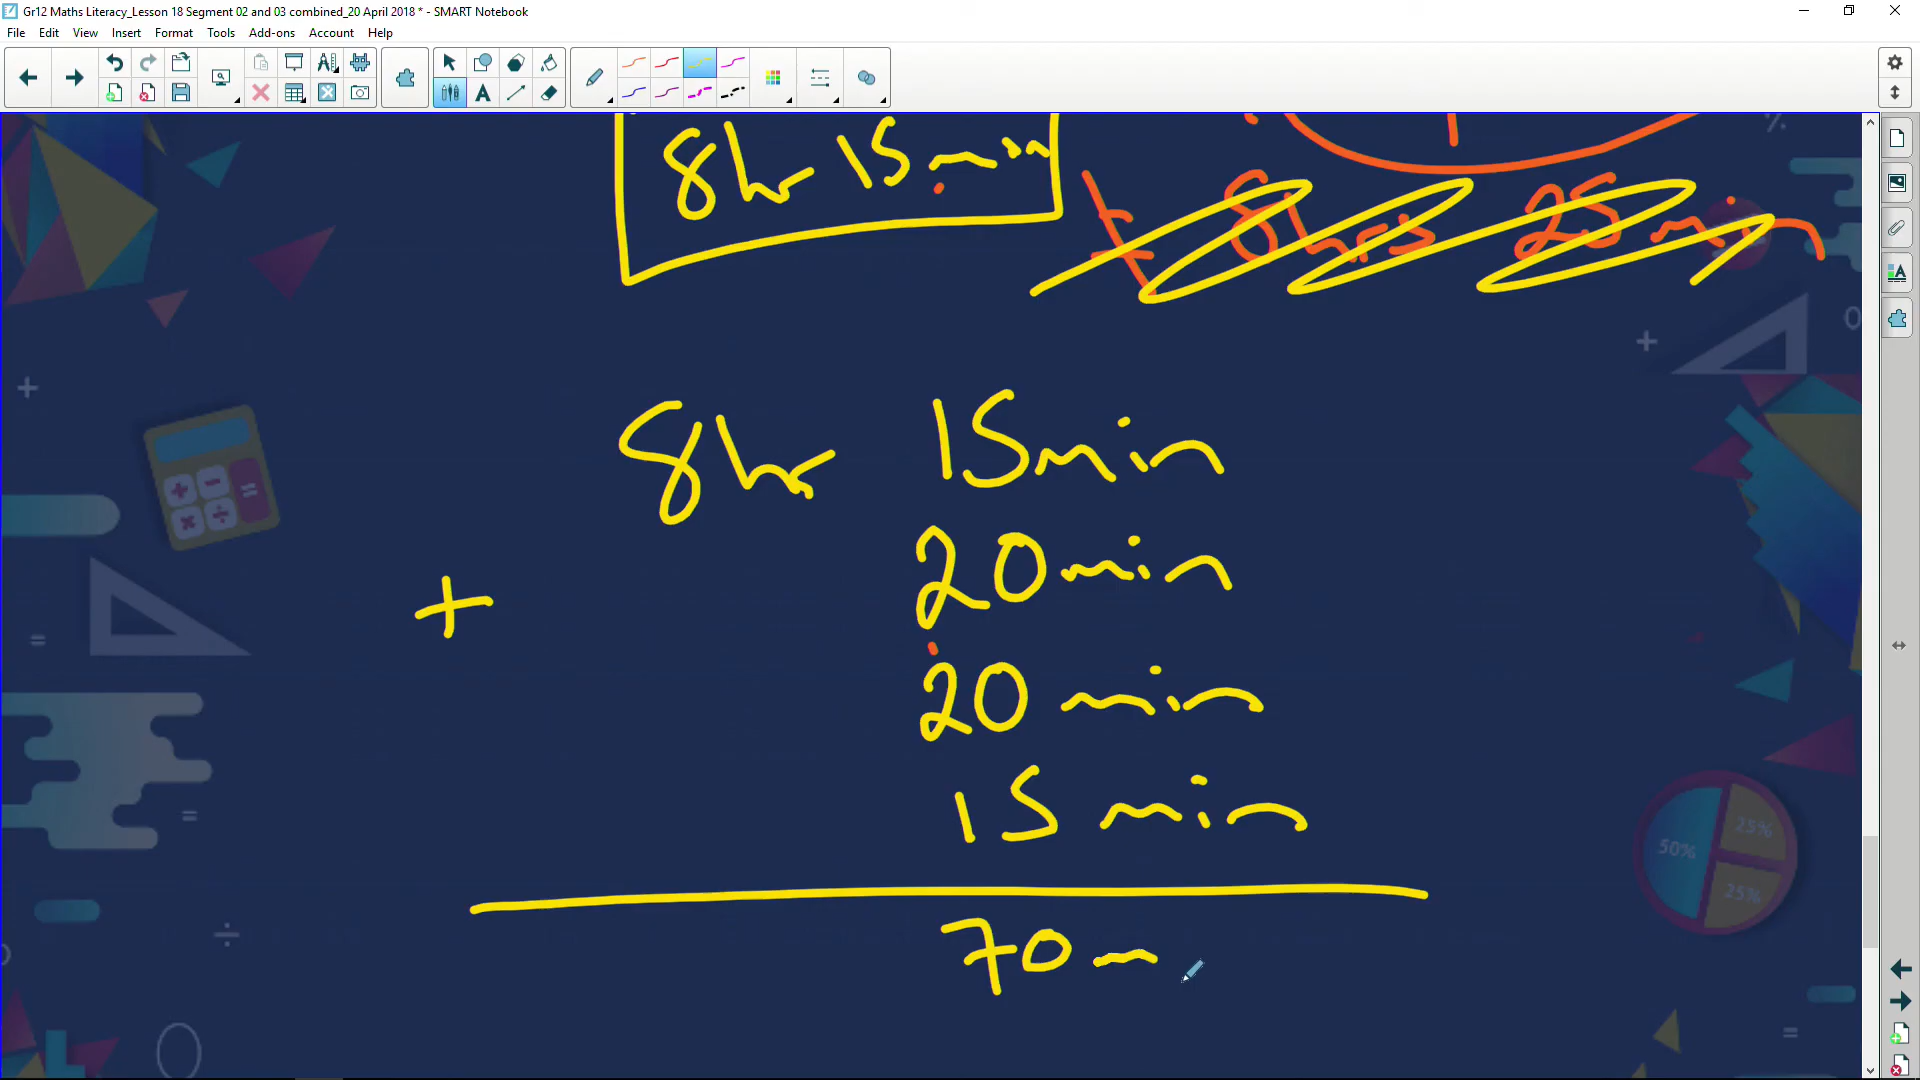 Gr12 Maths Literacy_Lesson 18 Segment 02 and 03 combined_20 April 2018 * - SMART Notebook
File Edit View Insert Format Tools Add-ons Account Help
8hr 15min
8hrs 25min
8hr 15min
20min
+
20 min
15 min
70m
50%
25%
25%